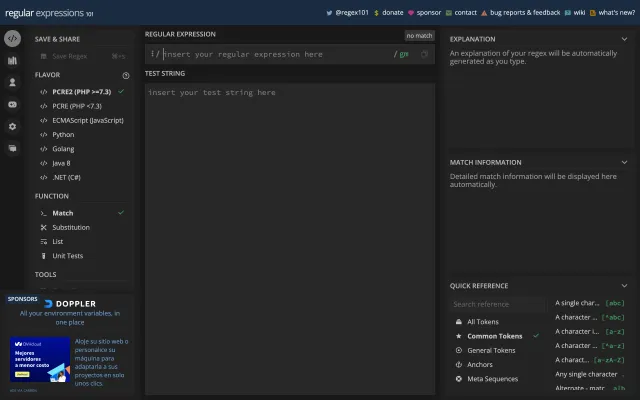 regular expressions 101
@regex101 $ donate sponsor contact bug reports & feedback wiki what's new?
SAVE & SHARE
Save Regex ⌘+s
FLAVOR
</> PCRE2 (PHP >=7.3)
</> PCRE (PHP <7.3)
</> ECMAScript (JavaScript)
</> Python
</> Golang
</> Java 8
</> .NET (C#)
FUNCTION
Match
Substitution
List
Unit Tests
TOOLS
SPONSORS
DOPPLER
All your environment variables, in
one place
OVHcloud
Mejores
servidores
a menor costo
Aloje su sitio web o
personalice su
máquina para
adaptarla a sus
proyectos en solo
unos clics.
REGULAR EXPRESSION
no match
/ insert your regular expression here / gm
TEST STRING
insert your test string here
EXPLANATION
An explanation of your regex will be automatically
generated as you type.
MATCH INFORMATION
Detailed match information will be displayed here
automatically.
QUICK REFERENCE
Search reference
All Tokens
Common Tokens
General Tokens
Anchors
Meta Sequences
A single char... [abc]
A character ... [^abc]
A character i... [a-z]
A character ... [^a-z]
A charact... [a-zA-Z]
Any single character .
Alternate - matc... a|b